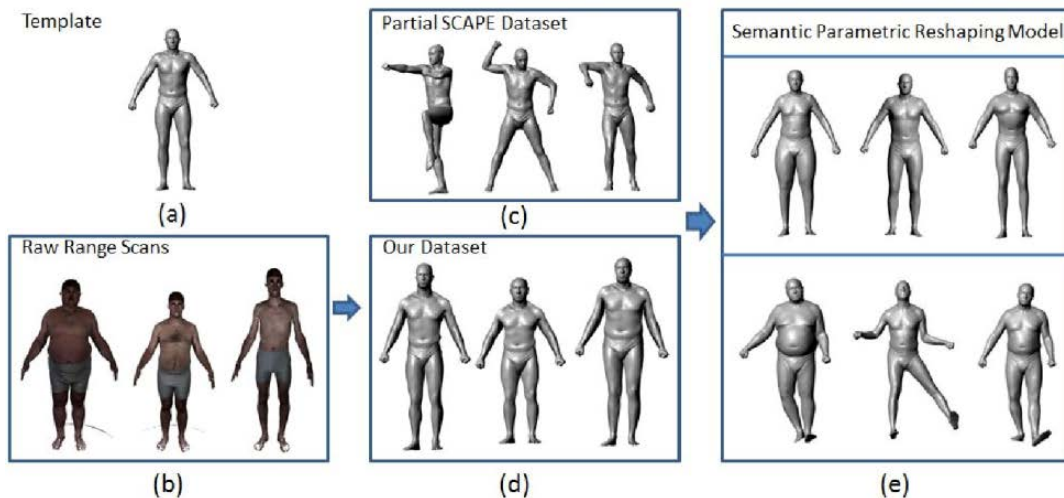 Template
(a)
Raw Range Scans
(b)
Partial SCAPE Dataset
(c)
Our Dataset
(d)
Semantic Parametric Reshaping Model
(e)